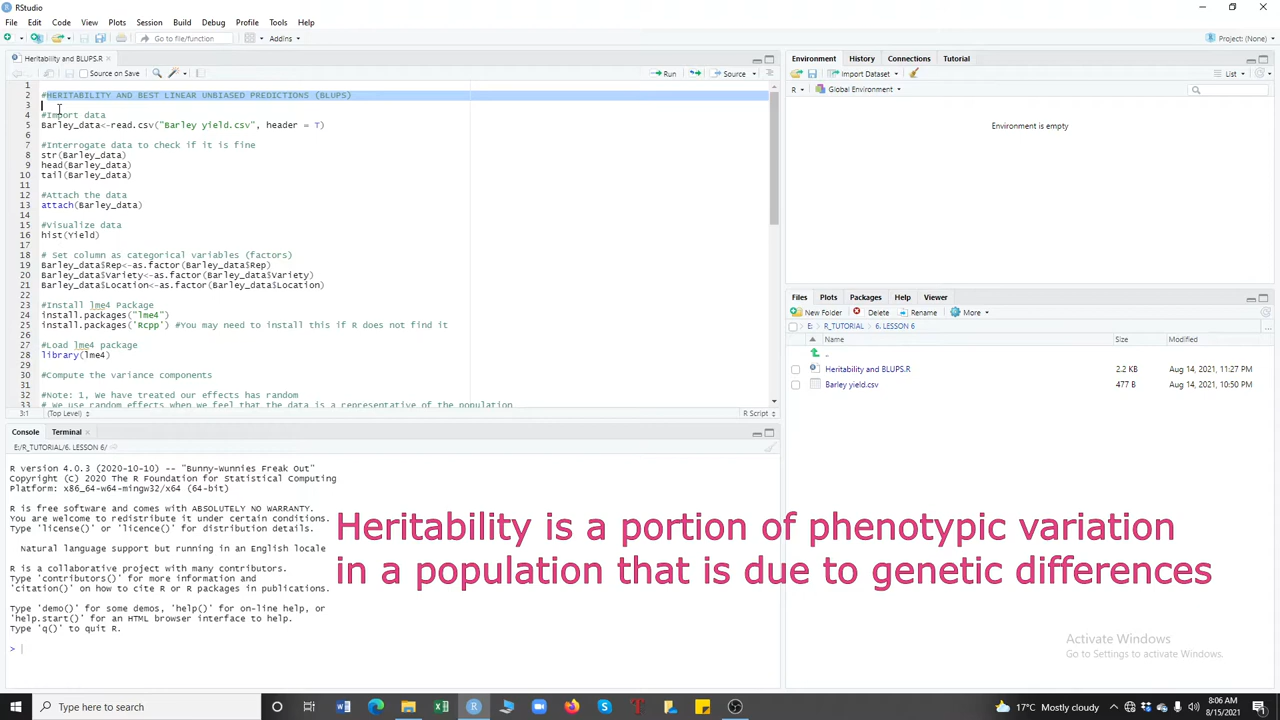 RStudio
File Edit Code View Plots Session Build Debug Profile Tools Help
Go to file/function Addins Project: (None)
Heritability and BLUPS.R
Source on Save Run Source
1
2 #HERITABILITY AND BEST LINEAR UNBIASED PREDICTIONS (BLUPS)
3
4 #Import data
5 Barley_data<-read.csv("Barley yield.csv", header = T)
6
7 #Interrogate data to check if it is fine
8 str(Barley_data)
9 head(Barley_data)
10 tail(Barley_data)
11
12 #Attach the data
13 attach(Barley_data)
14
15 #Visualize data
16 hist(Yield)
17
18 # Set column as categorical variables (factors)
19 Barley_data$Rep<-as.factor(Barley_data$Rep)
20 Barley_data$Variety<-as.factor(Barley_data$Variety)
21 Barley_data$Location<-as.factor(Barley_data$Location)
22
23 #Install lme4 Package
24 install.packages("lme4")
25 install.packages('Rcpp') #You may need to install this if R does not find it
26
27 #Load lme4 package
28 library(lme4)
29
30 #Compute the variance components
31
32 #Note: 1, We have treated our effects has random
33 # we use random effects when we feel that the data is a representative of the population
3:1 (Top Level) R Script
Console Terminal
E:/R_TUTORIAL/6. LESSON 6/
R version 4.0.3 (2020-10-10) -- "Bunny-Wunnies Freak Out"
Copyright (C) 2020 The R Foundation for Statistical Computing
Platform: x86_64-w64-mingw32/x64 (64-bit)
R is free software and comes with ABSOLUTELY NO WARRANTY.
You are welcome to redistribute it under certain conditions.
Type 'license()' or 'licence()' for distribution details.
Natural language support but running in an English locale
R is a collaborative project with many contributors.
Type 'contributors()' for more information and
'citation()' on how to cite R or R packages in publications.
Type 'demo()' for some demos, 'help()' for on-line help, or
'help.start()' for an HTML browser interface to help.
Type 'q()' to quit R.
>
Environment History Connections Tutorial
Import Dataset List
R Global Environment
Environment is empty
Files Plots Packages Help Viewer
New Folder Delete Rename More
E: R_TUTORIAL 6. LESSON 6
Name Size Modified
..
Heritability and BLUPS.R 2.2 KB Aug 14, 2021, 11:27 PM
Barley yield.csv 477 B Aug 14, 2021, 10:50 PM
Heritability is a portion of phenotypic variation
in a population that is due to genetic differences
Activate Windows
Go to Settings to activate Windows.
Type here to search
17°C Mostly cloudy
8:06 AM
8/15/2021